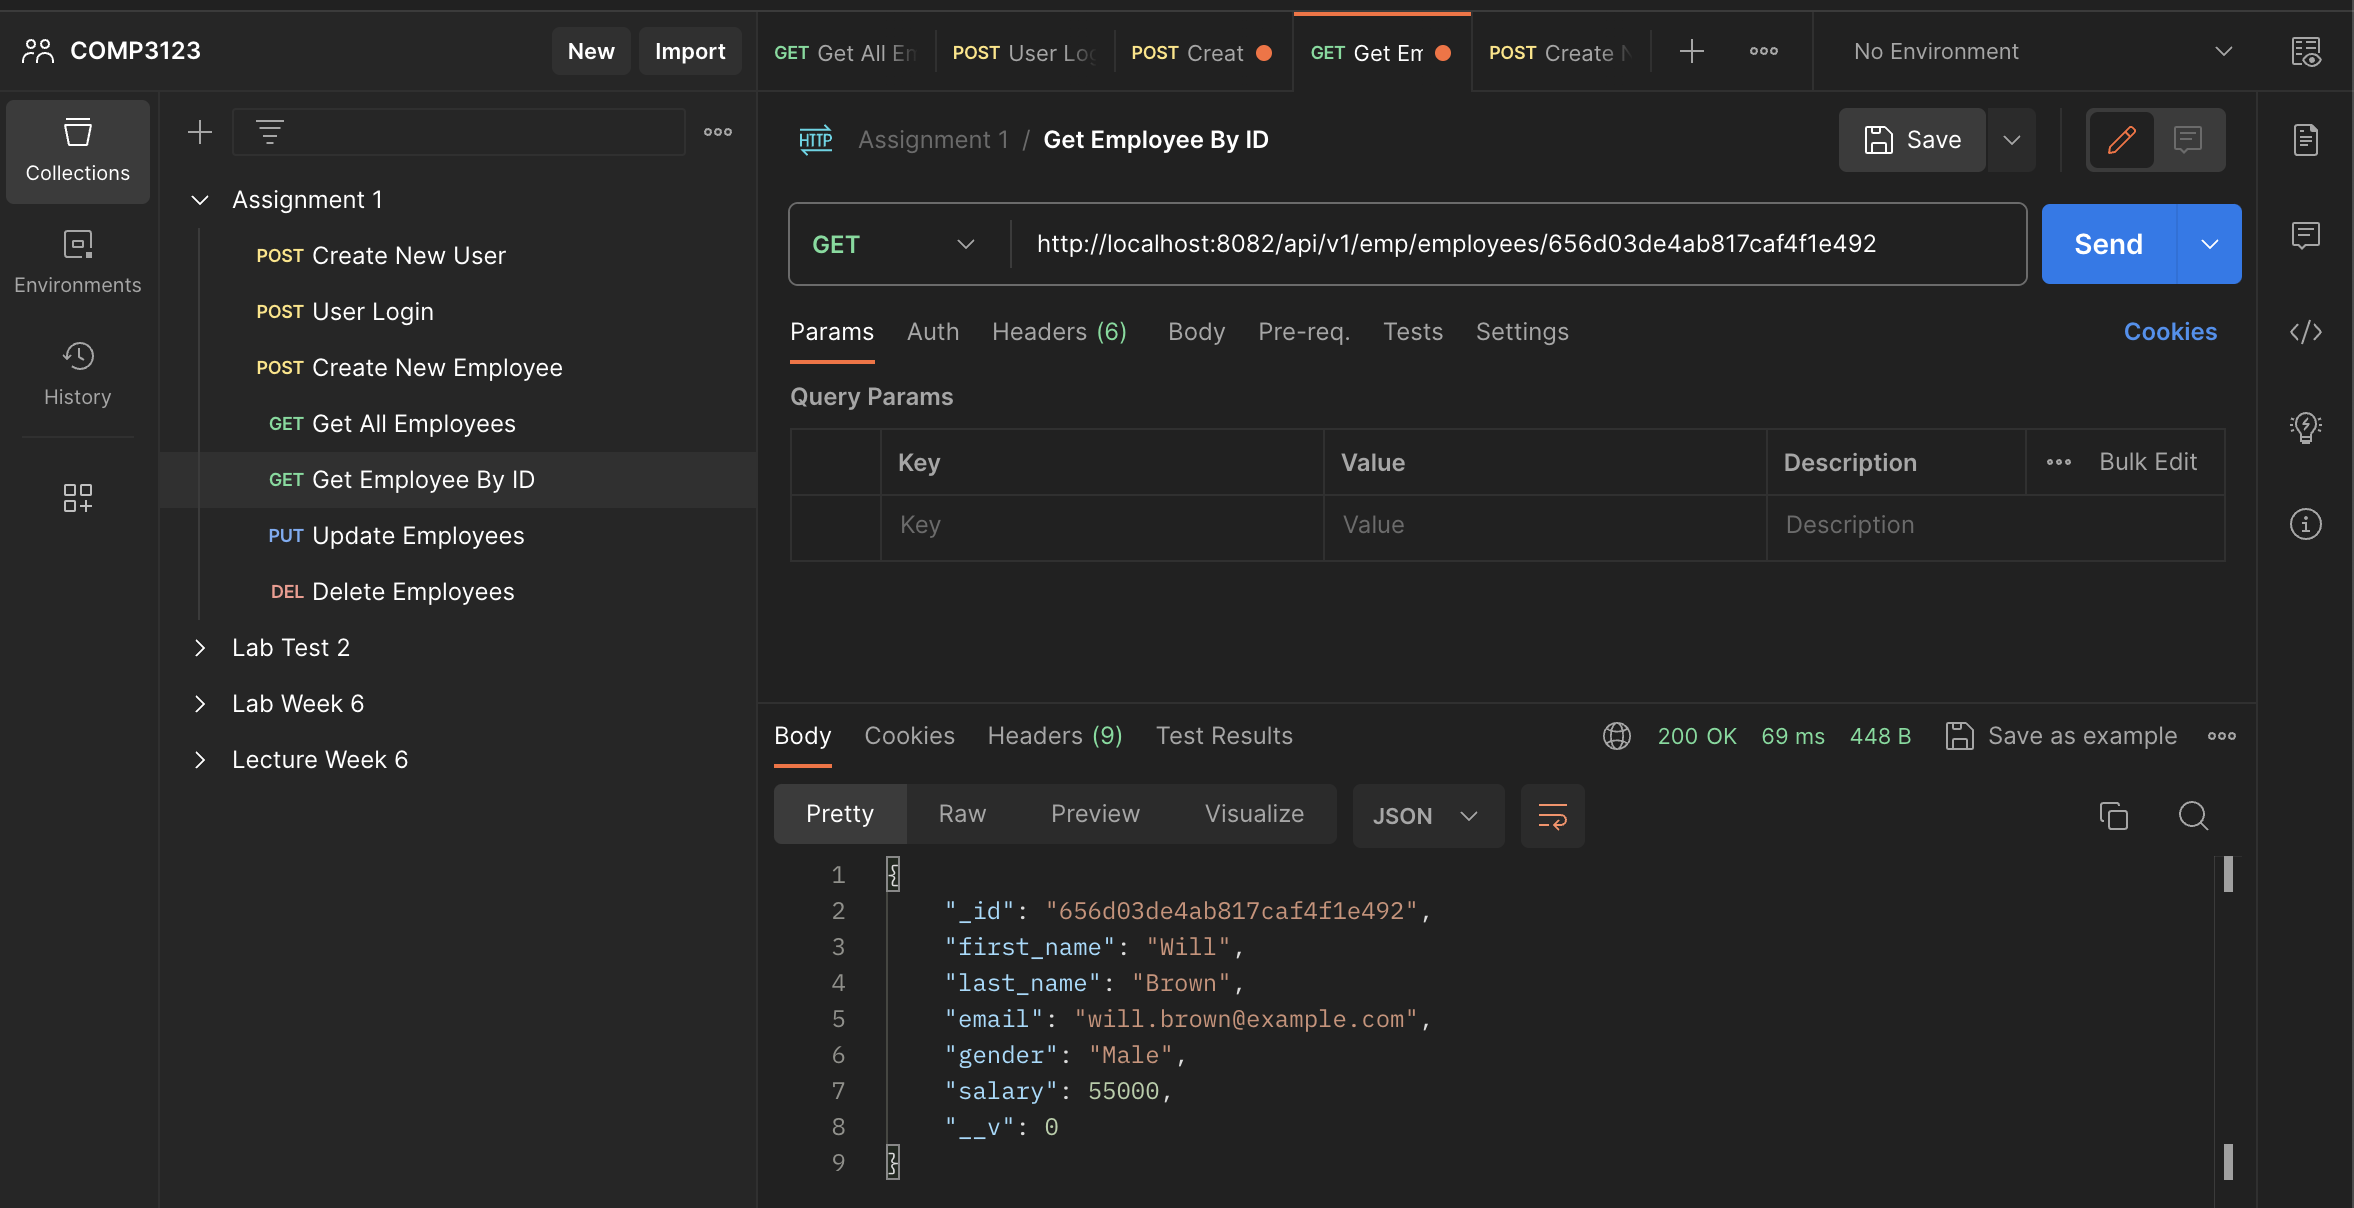 COMP3123
New
Import
GET Get All Em
POST User Log
POST Creat
GET Get Em
POST Create N
No Environment
Collections
Environments
History
Assignment 1
POST Create New User
POST User Login
POST Create New Employee
GET Get All Employees
GET Get Employee By ID
PUT Update Employees
DEL Delete Employees
Lab Test 2
Lab Week 6
Lecture Week 6
HTTP Assignment 1 / Get Employee By ID
Save
GET http://localhost:8082/api/v1/emp/employees/656d03de4ab817caf4f1e492
Send
Params Auth Headers (6) Body Pre-req. Tests Settings Cookies
Query Params
Key Value Description Bulk Edit
Key Value Description
Body Cookies Headers (9) Test Results 200 OK 69 ms 448 B Save as example
Pretty Raw Preview Visualize JSON
1 {
2 "_id": "656d03de4ab817caf4f1e492",
3 "first_name": "Will",
4 "last_name": "Brown",
5 "email": "will.brown@example.com",
6 "gender": "Male",
7 "salary": 55000,
8 "__v": 0
9 }